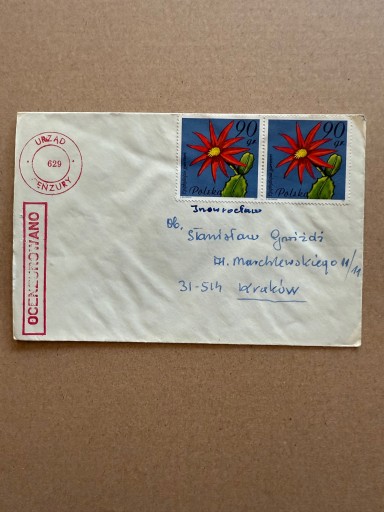 URZĄD
629
CENZURY
OCENZUROWANO
90
gr
Polska
90
gr
Polska
Inowrocław
Ob.
Stanisław Gwiźdź
Ul. Marchlewskiego 11/11
31-514 Kraków